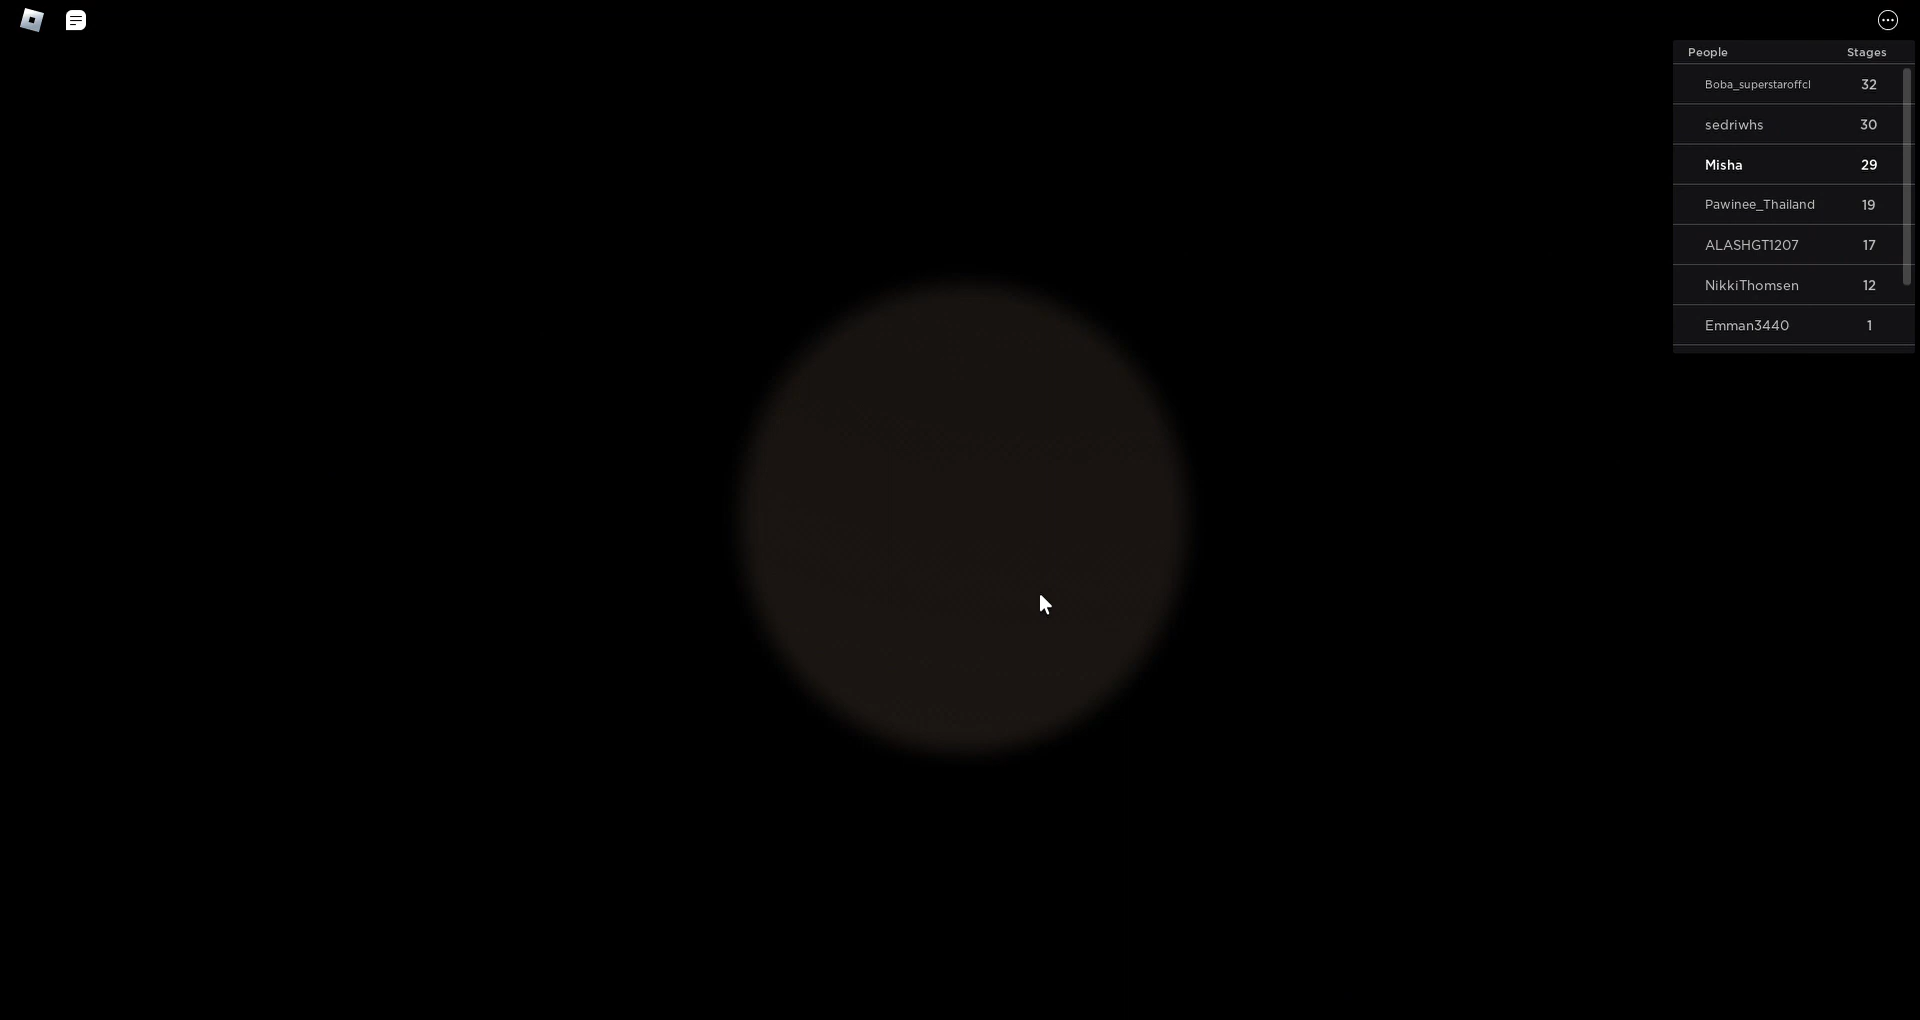 People Stages
Boba_superstaroffcl 32
sedriwhs 30
Misha 29
Pawinee_Thailand 19
ALASHGT1207 17
NikkiThomsen 12
Emman3440 1